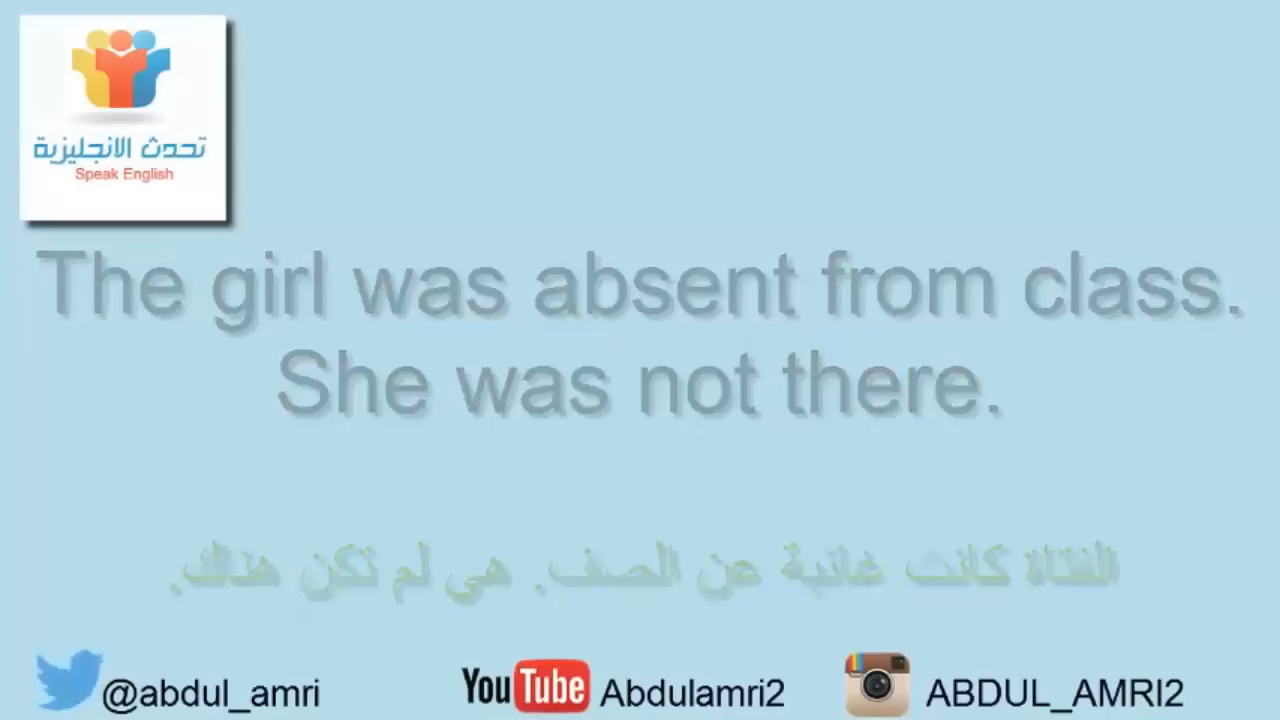 تحدث الانجليزية
Speak English
The girl was absent from class.
She was not there.
الفتاة كانت غائبة عن الصف. هي لم تكن هناك.
@abdul_amri
YouTube Abdulamri2
ABDUL_AMRI2